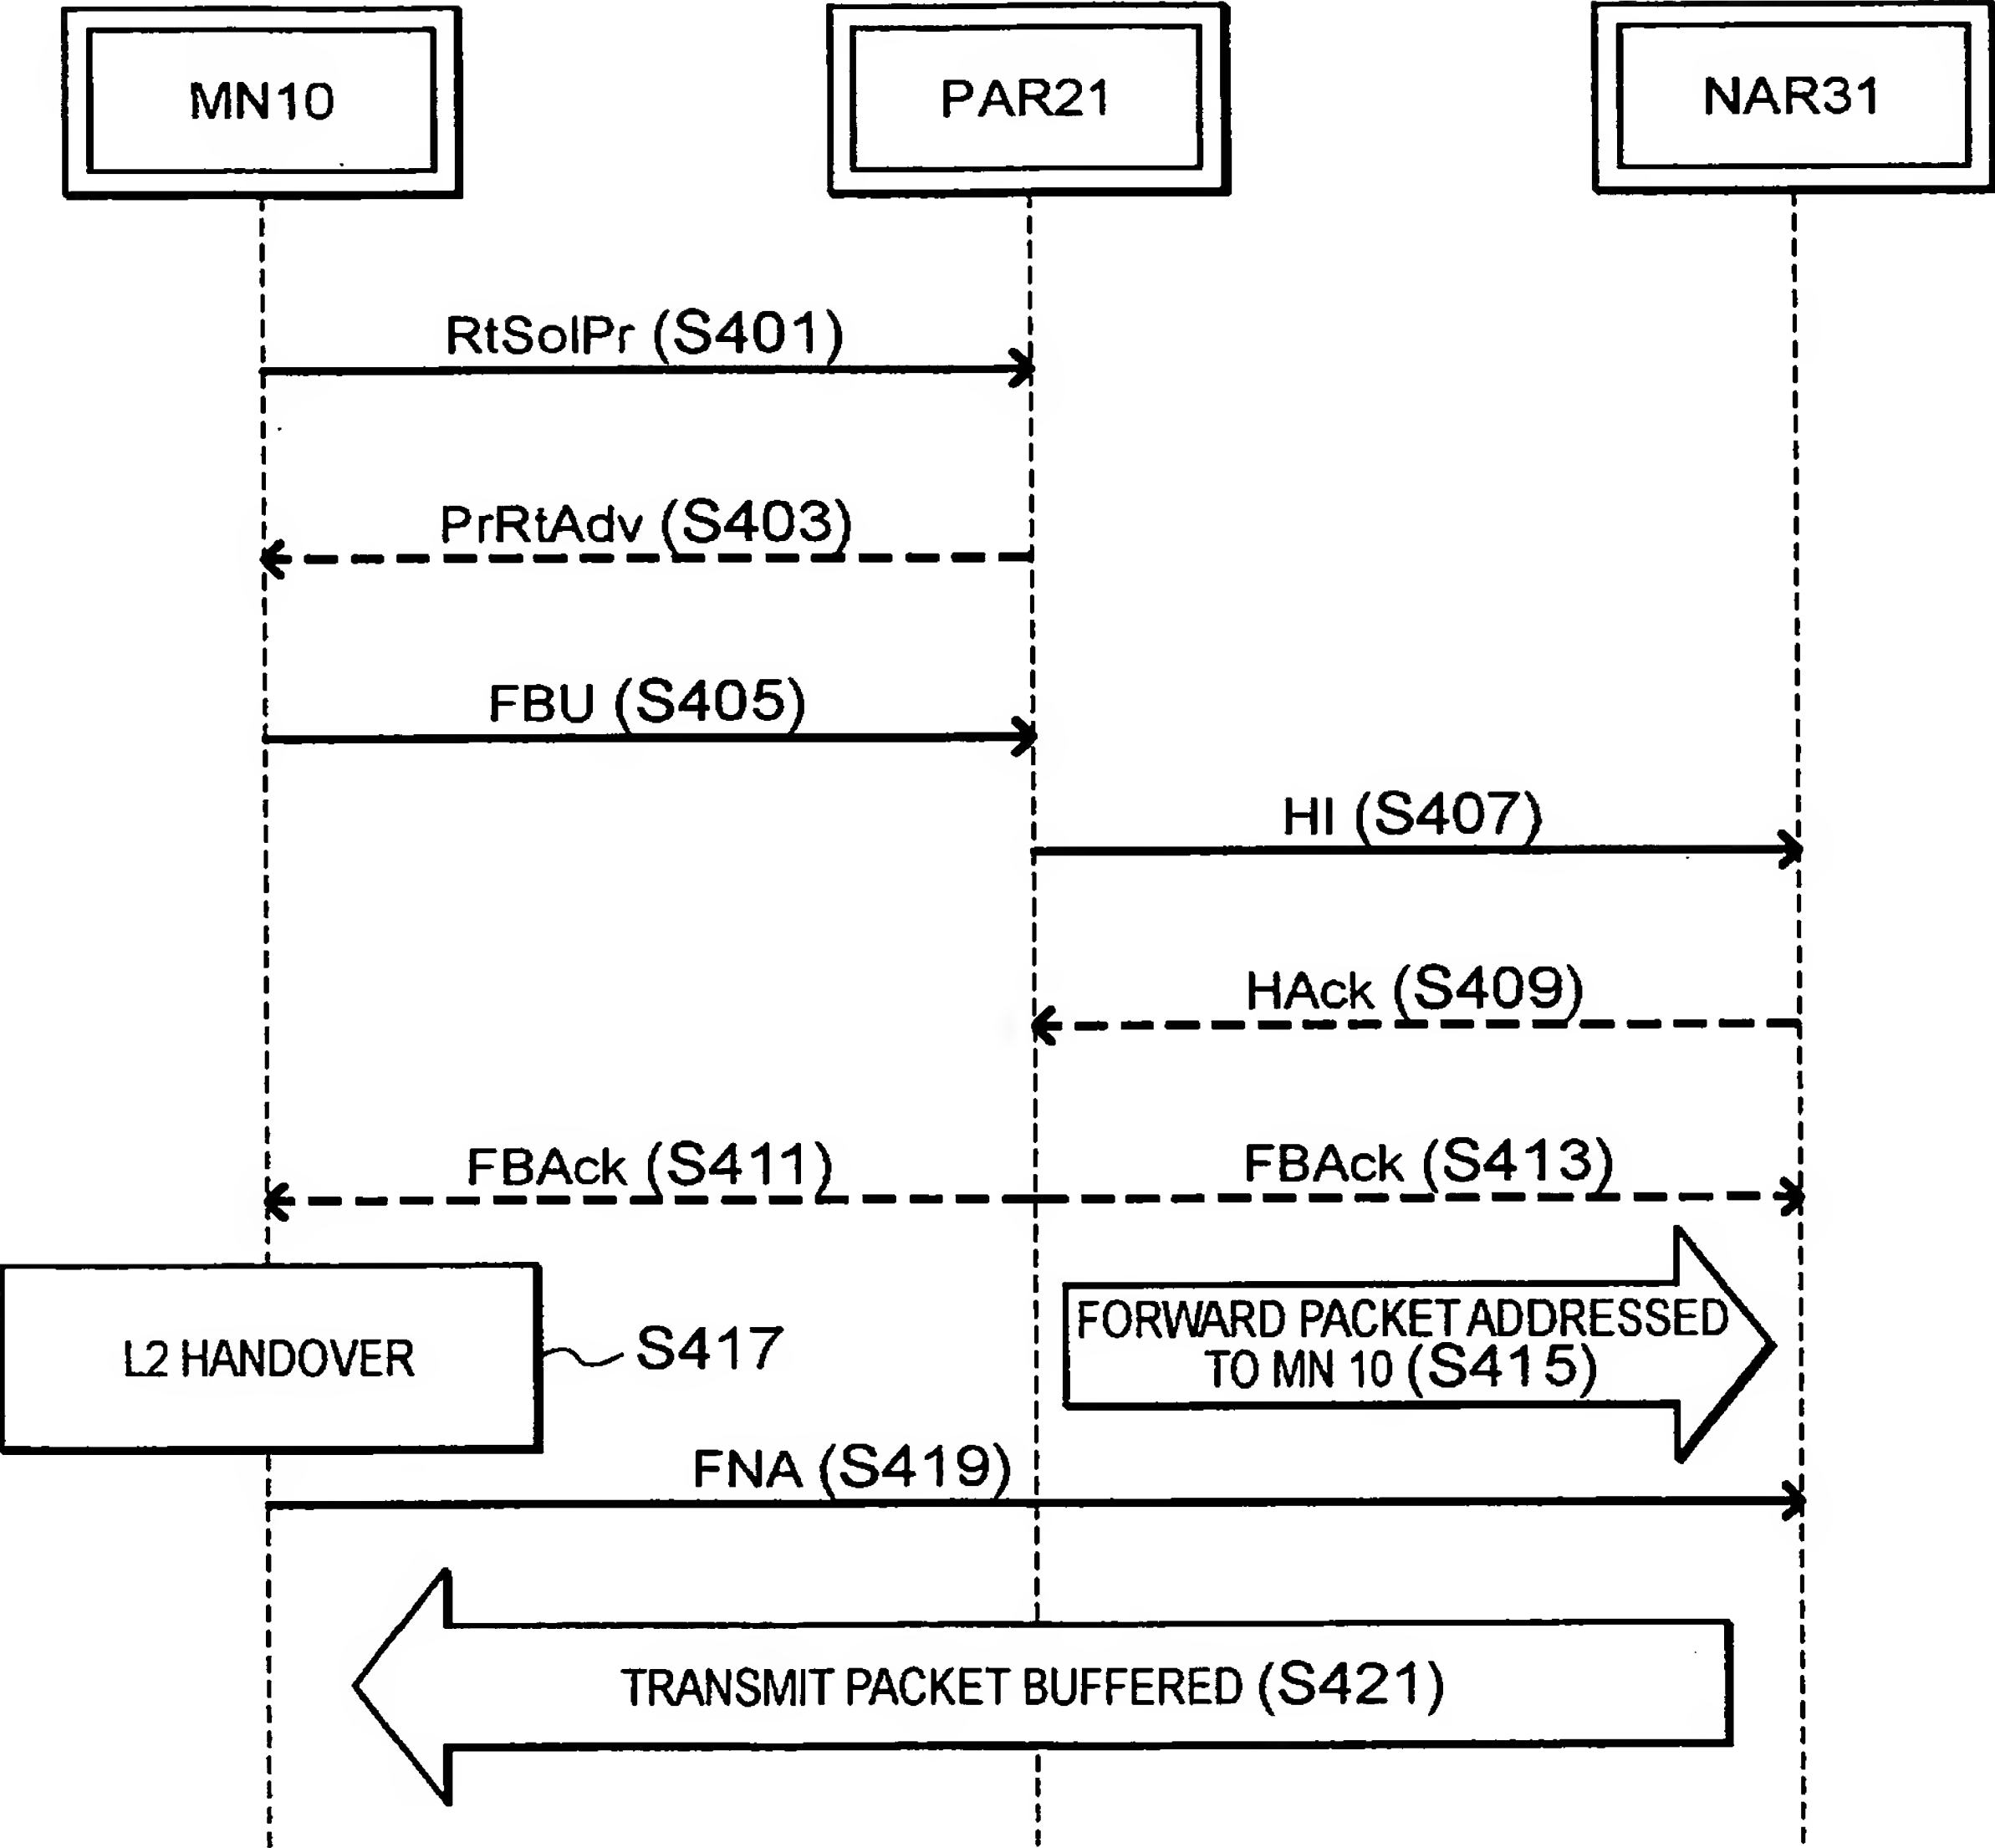 MN10
PAR21
NAR31
RtSolPr (S401)
PrRtAdv (S403)
FBU (S405)
HI (S407)
HAck (S409)
FBAck (S411)
FBAck (S413)
FORWARD PACKET ADDRESSED
TO MN 10 (S415)
L2 HANDOVER
S417
FNA (S419)
TRANSMIT PACKET BUFFERED (S421)